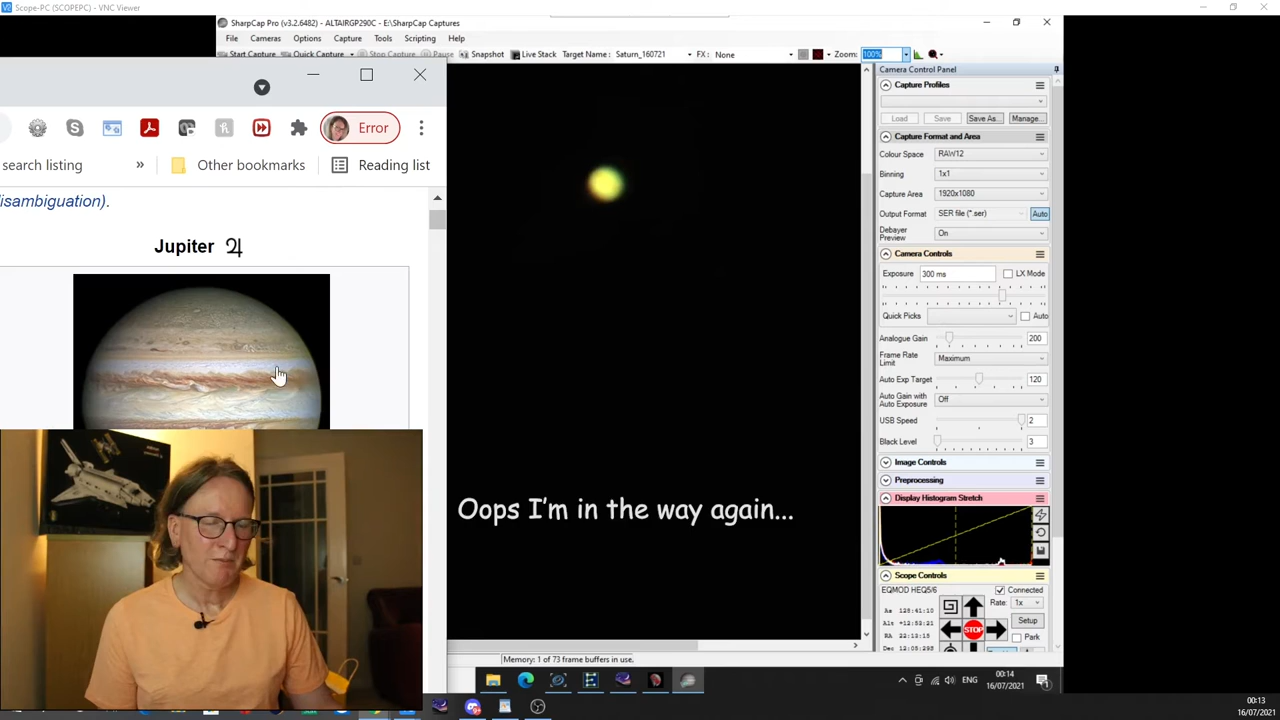 Scope-PC (SCOPEPC) - VNC Viewer
SharpCap Pro (v3.2.6482) - ALTAIRGP290C - E:\SharpCap Captures
File Cameras Options Capture Tools Scripting Help
Start Capture Quick Capture Stop Capture Pause Snapshot Live Stack Target Name : Saturn_160721 FX : None Zoom: 100%
Camera Control Panel
Capture Profiles
Load Save Save As... Manage...
Capture Format and Area
Colour Space RAW12
Binning 1x1
Capture Area 1920x1080
Output Format SER file (*.ser) Auto
Debayer
Preview On
Camera Controls
Exposure 300 ms LX Mode
Quick Picks Auto
Analogue Gain 200
Frame Rate
Limit Maximum
Auto Exp Target 120
Auto Gain with
Auto Exposure Off
USB Speed 2
Black Level 3
Image Controls
Preprocessing
Display Histogram Stretch
Scope Controls
EQMOD HEQ5/6 Connected
Rate: 1x
Setup
STOP
Park
Az
Alt
RA
Dec
Error
search listing » Other bookmarks Reading list
isambiguation).
Jupiter ♃
Oops I'm in the way again...
Memory: 1 of 73 frame buffers in use.
ENG
00:14
16/07/2021
00:13
16/07/2021